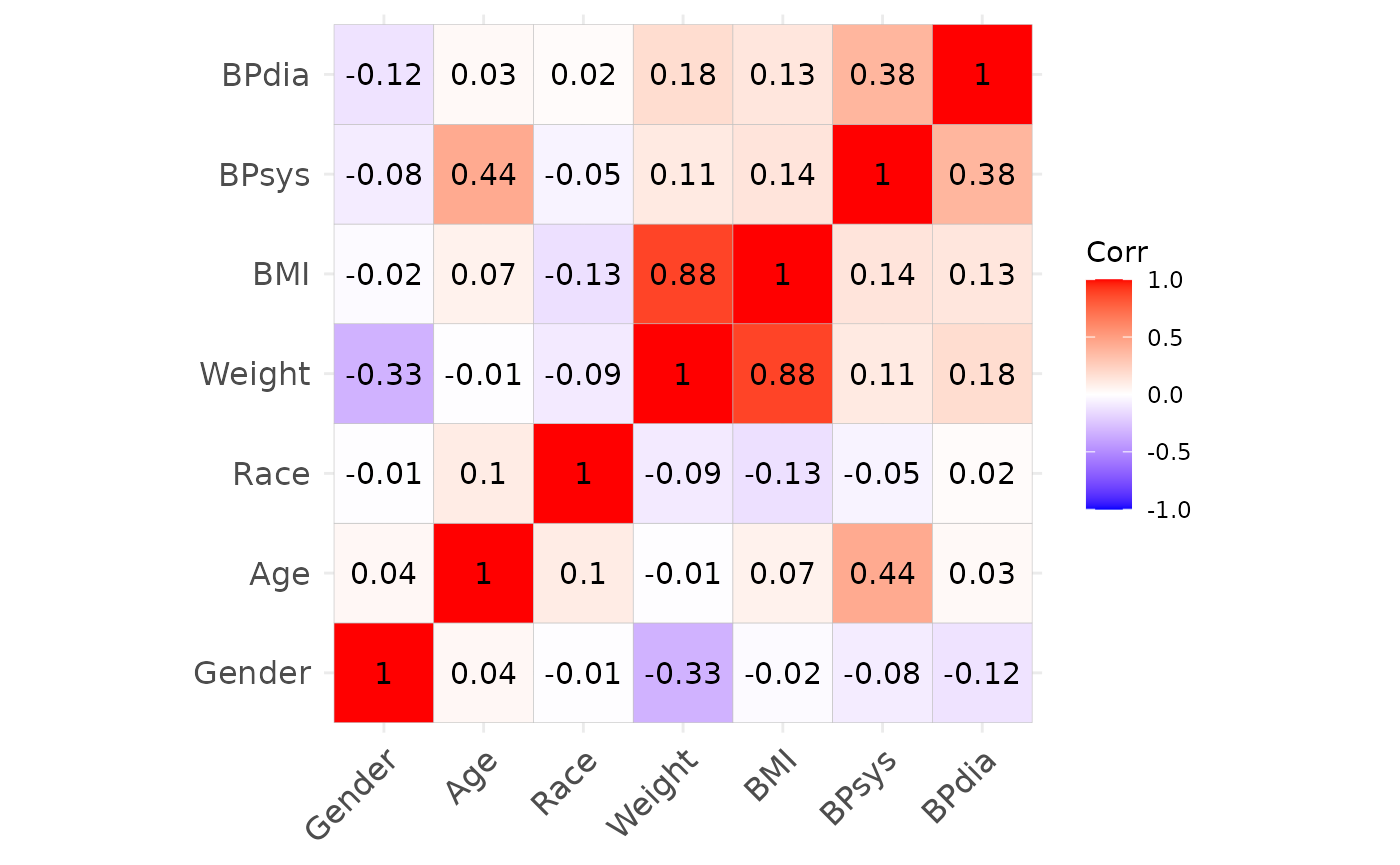 BPdia -0.12 0.03 0.02 0.18 0.13 0.38 1
BPsys -0.08 0.44 -0.05 0.11 0.14 1 0.38
BMI -0.02 0.07 -0.13 0.88 1 0.14 0.13
Weight -0.33 -0.01 -0.09 1 0.88 0.11 0.18
Race -0.01 0.1 1 -0.09 -0.13 -0.05 0.02
Age 0.04 1 0.1 -0.01 0.07 0.44 0.03
Gender 1 0.04 -0.01 -0.33 -0.02 -0.08 -0.12
Gender Age Race Weight BMI BPsys BPdia
Corr
1.0
0.5
0.0
-0.5
-1.0